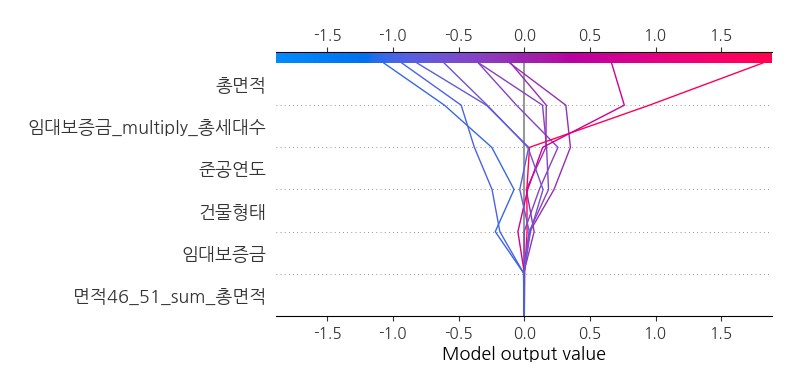 -1.5 -1.0 -0.5 0.0 0.5 1.0 1.5
총면적
임대보증금_multiply_총세대수
준공연도
건물형태
임대보증금
면적46_51_sum_총면적
-1.5 -1.0 -0.5 0.0 0.5 1.0 1.5
Model output value